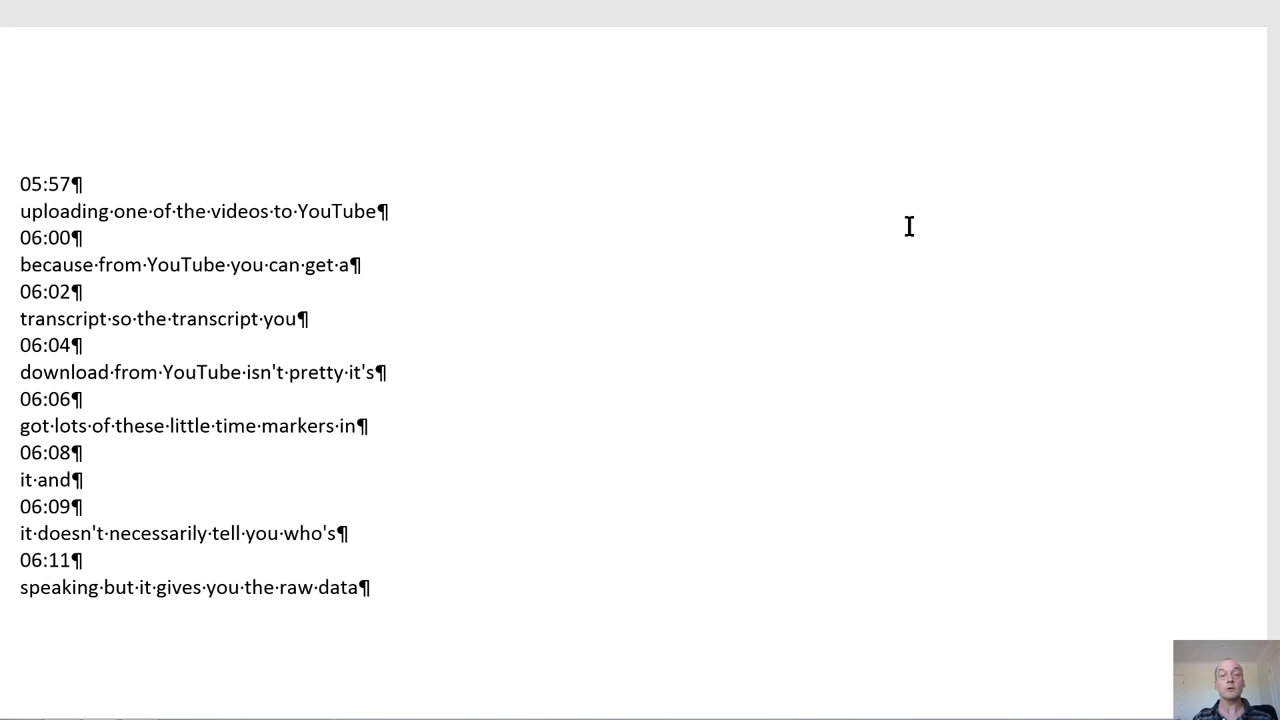 05:57¶
uploading·one·of·the·videos·to·YouTube¶
06:00¶
because·from·YouTube·you·can·get·a¶
06:02¶
transcript·so·the·transcript·you¶
06:04¶
download·from·YouTube·isn't·pretty·it's¶
06:06¶
got·lots·of·these·little·time·markers·in¶
06:08¶
it·and¶
06:09¶
it·doesn't·necessarily·tell·you·who's¶
06:11¶
speaking·but·it·gives·you·the·raw·data¶